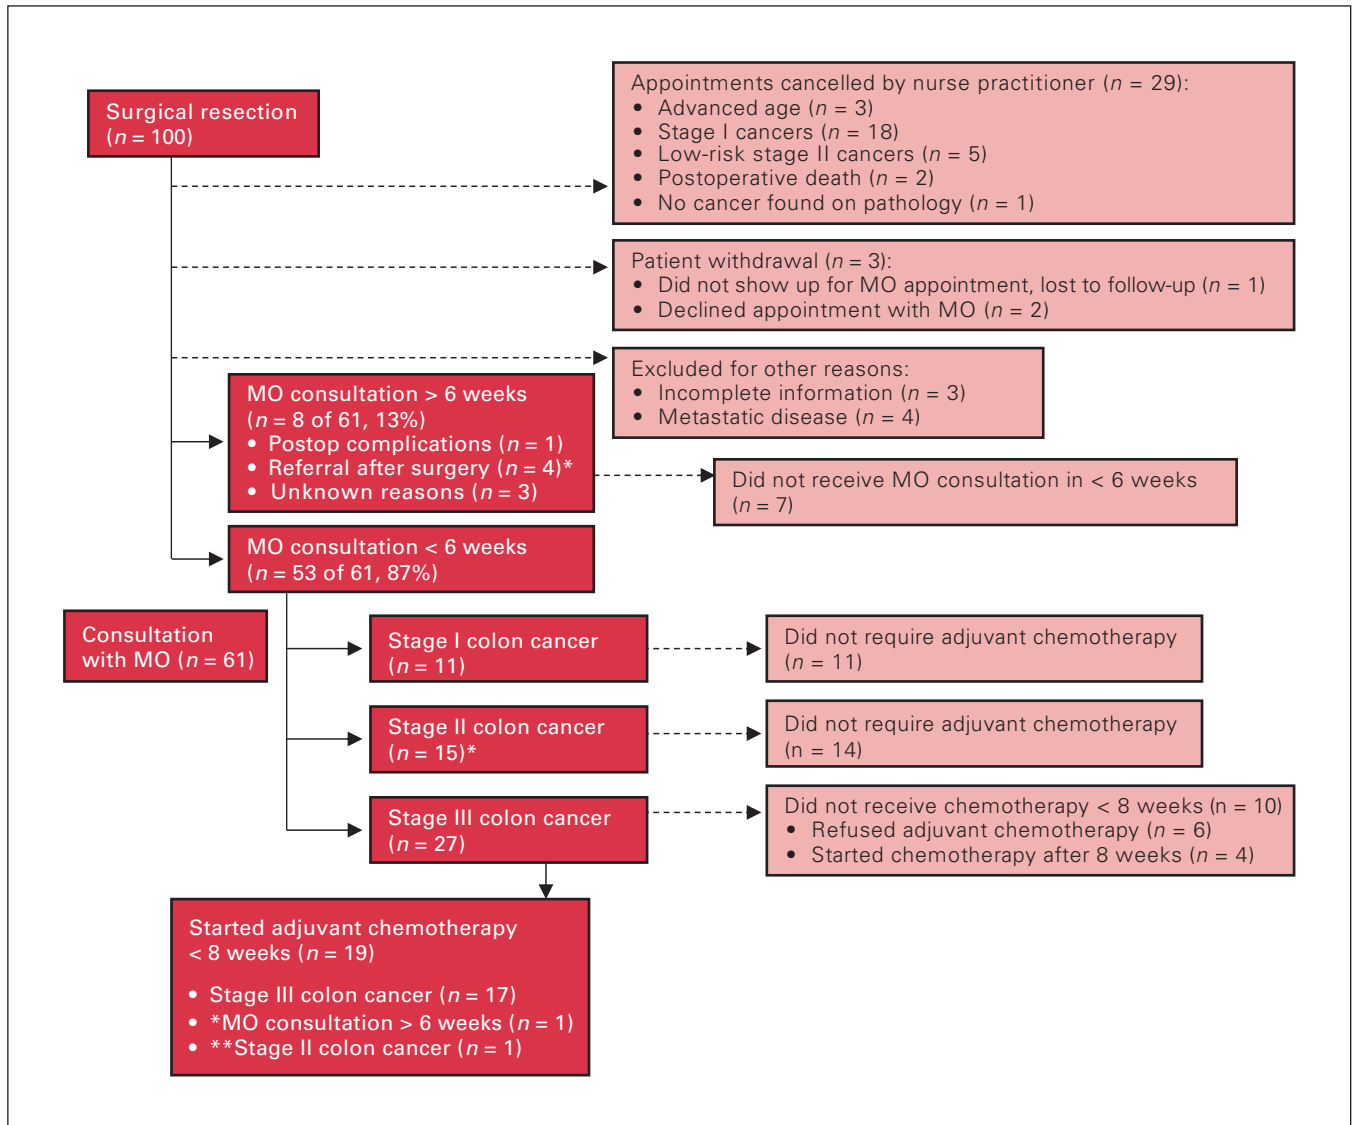 Surgical resection
(n = 100)
Appointments cancelled by nurse practitioner (n = 29):
• Advanced age (n = 3)
• Stage I cancers (n = 18)
• Low-risk stage II cancers (n = 5)
• Postoperative death (n = 2)
• No cancer found on pathology (n = 1)
Patient withdrawal (n = 3):
• Did not show up for MO appointment, lost to follow-up (n = 1)
• Declined appointment with MO (n = 2)
Excluded for other reasons:
• Incomplete information (n = 3)
• Metastatic disease (n = 4)
MO consultation > 6 weeks
(n = 8 of 61, 13%)
• Postop complications (n = 1)
• Referral after surgery (n = 4)*
• Unknown reasons (n = 3)
Did not receive MO consultation in < 6 weeks
(n = 7)
MO consultation < 6 weeks
(n = 53 of 61, 87%)
Consultation
with MO (n = 61)
Stage I colon cancer
(n = 11)
Did not require adjuvant chemotherapy
(n = 11)
Stage II colon cancer
(n = 15)*
Did not require adjuvant chemotherapy
(n = 14)
Stage III colon cancer
(n = 27)
Did not receive chemotherapy < 8 weeks (n = 10)
• Refused adjuvant chemotherapy (n = 6)
• Started chemotherapy after 8 weeks (n = 4)
Started adjuvant chemotherapy
< 8 weeks (n = 19)
• Stage III colon cancer (n = 17)
• *MO consultation > 6 weeks (n = 1)
• **Stage II colon cancer (n = 1)